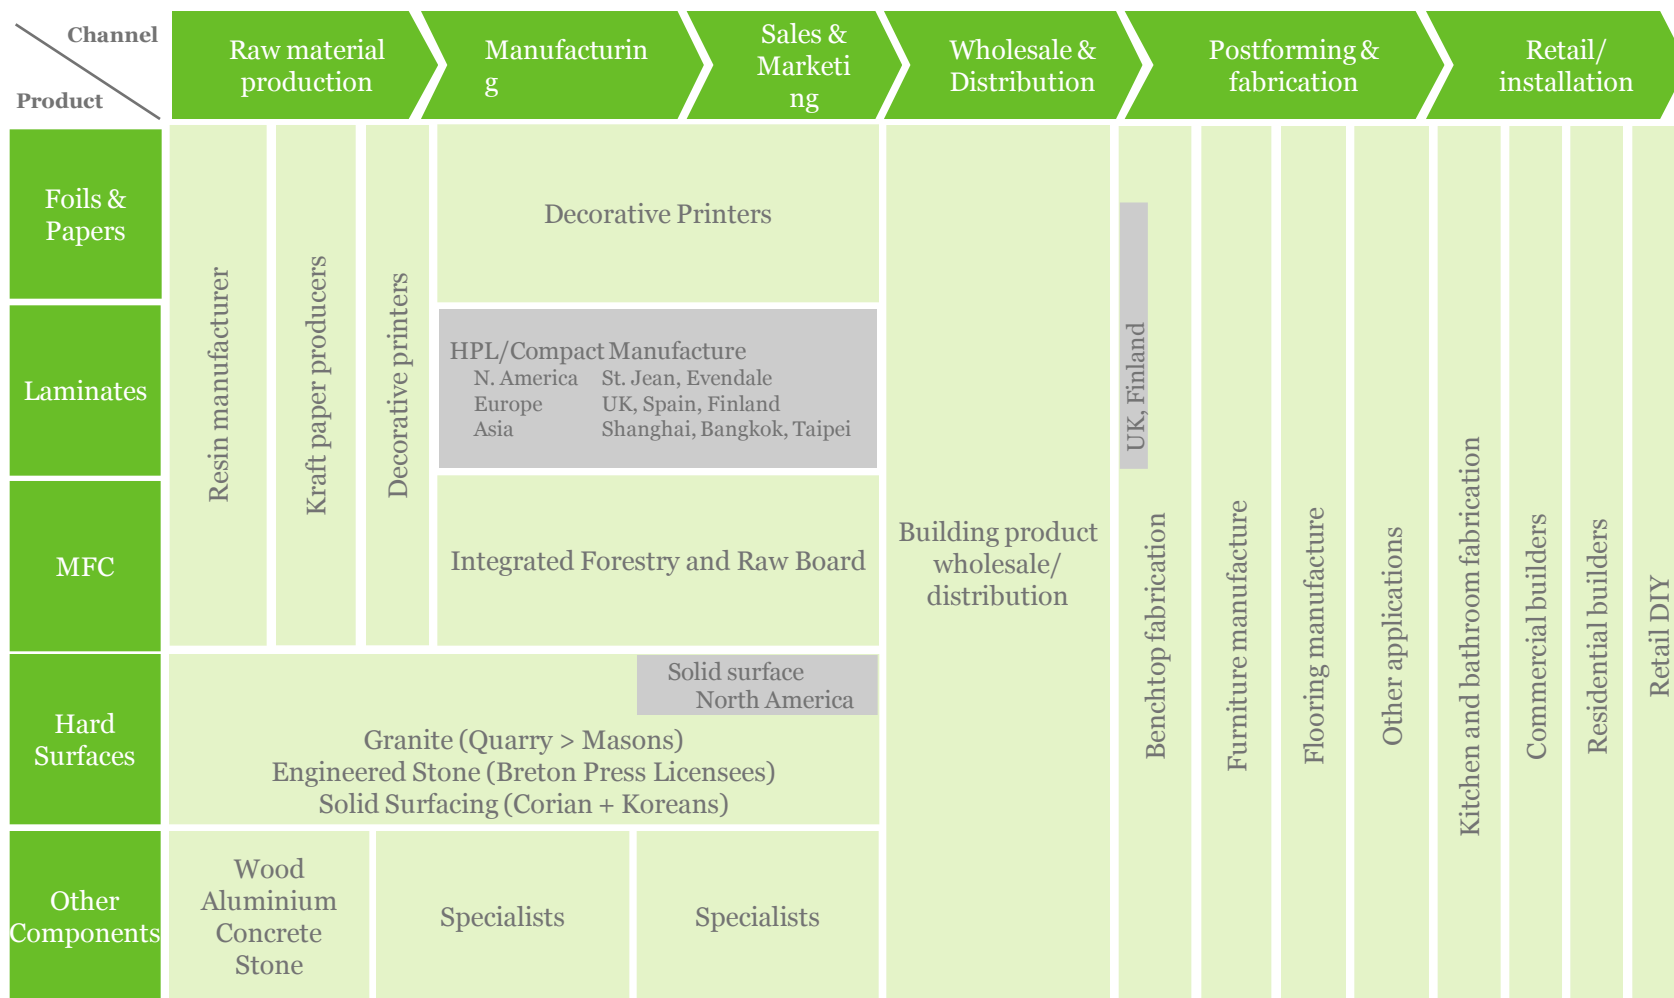 Channel
Product
Raw material
production
Manufacturin
g
Sales &
Marketi
ng
Wholesale &
Distribution
Postforming &
fabrication
Retail/
installation
Foils &
Papers
Laminates
MFC
Hard
Surfaces
Other
Components
Resin manufacturer
Kraft paper producers
Decorative printers
Decorative Printers
HPL/Compact Manufacture
N. America St. Jean, Evendale
Europe UK, Spain, Finland
Asia Shanghai, Bangkok, Taipei
Integrated Forestry and Raw Board
Solid surface
North America
Granite (Quarry > Masons)
Engineered Stone (Breton Press Licensees)
Solid Surfacing (Corian + Koreans)
Wood
Aluminium
Concrete
Stone
Specialists
Specialists
Building product
wholesale/
distribution
UK, Finland
Benchtop fabrication
Furniture manufacture
Flooring manufacture
Other applications
Kitchen and bathroom fabrication
Commercial builders
Residential builders
Retail DIY